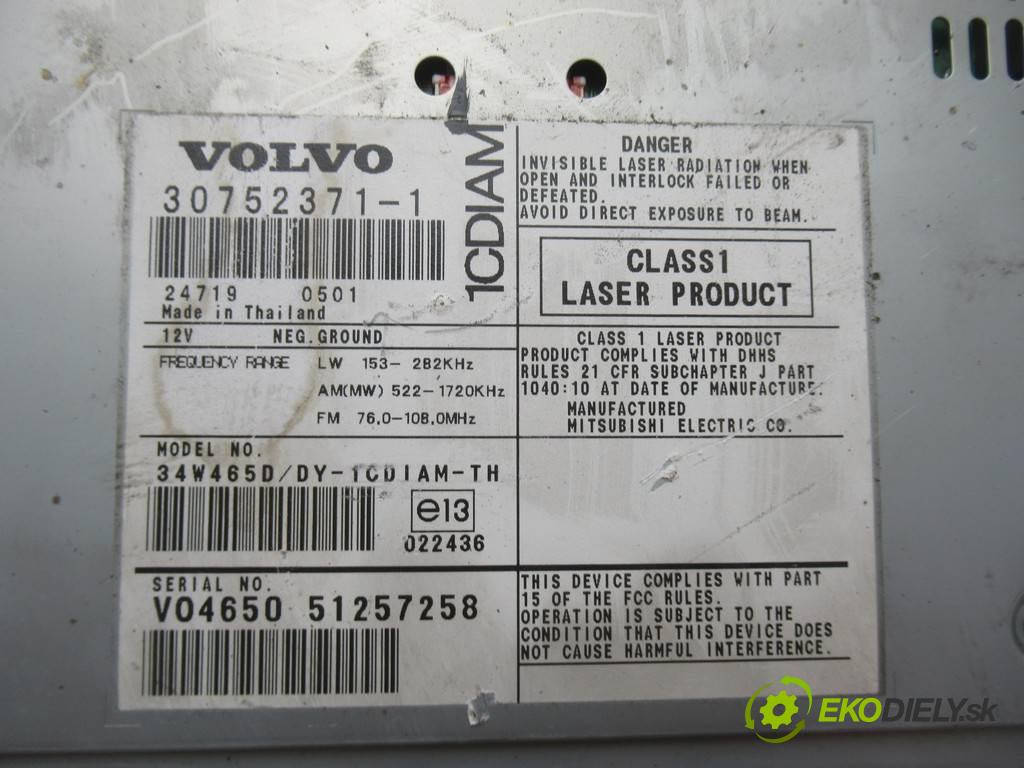 VOLVO
30752371-1
1CDIAM
24719 0501
Made in Thailand
12V NEG.GROUND
FREQUENCY RANGE LW 153-282KHz
AM(MW) 522-1720KHz
FM 76.0-108.0MHz
MODEL NO.
34W465D/DY-1CDIAM-TH
e13
022436
SERIAL NO.
VO4650 51257258
DANGER
INVISIBLE LASER RADIATION WHEN
OPEN AND INTERLOCK FAILED OR
DEFEATED.
AVOID DIRECT EXPOSURE TO BEAM.
CLASS1
LASER PRODUCT
CLASS 1 LASER PRODUCT
PRODUCT COMPLIES WITH DHHS
RULES 21 CFR SUBCHAPTER J PART
1040:10 AT DATE OF MANUFACTURE.
MANUFACTURED
MITSUBISHI ELECTRIC CO.
THIS DEVICE COMPLIES WITH PART
15 OF THE FCC RULES.
OPERATION IS SUBJECT TO THE
CONDITION THAT THIS DEVICE DOES
NOT CAUSE HARMFUL INTERFERENCE.
EKODIELY.sk